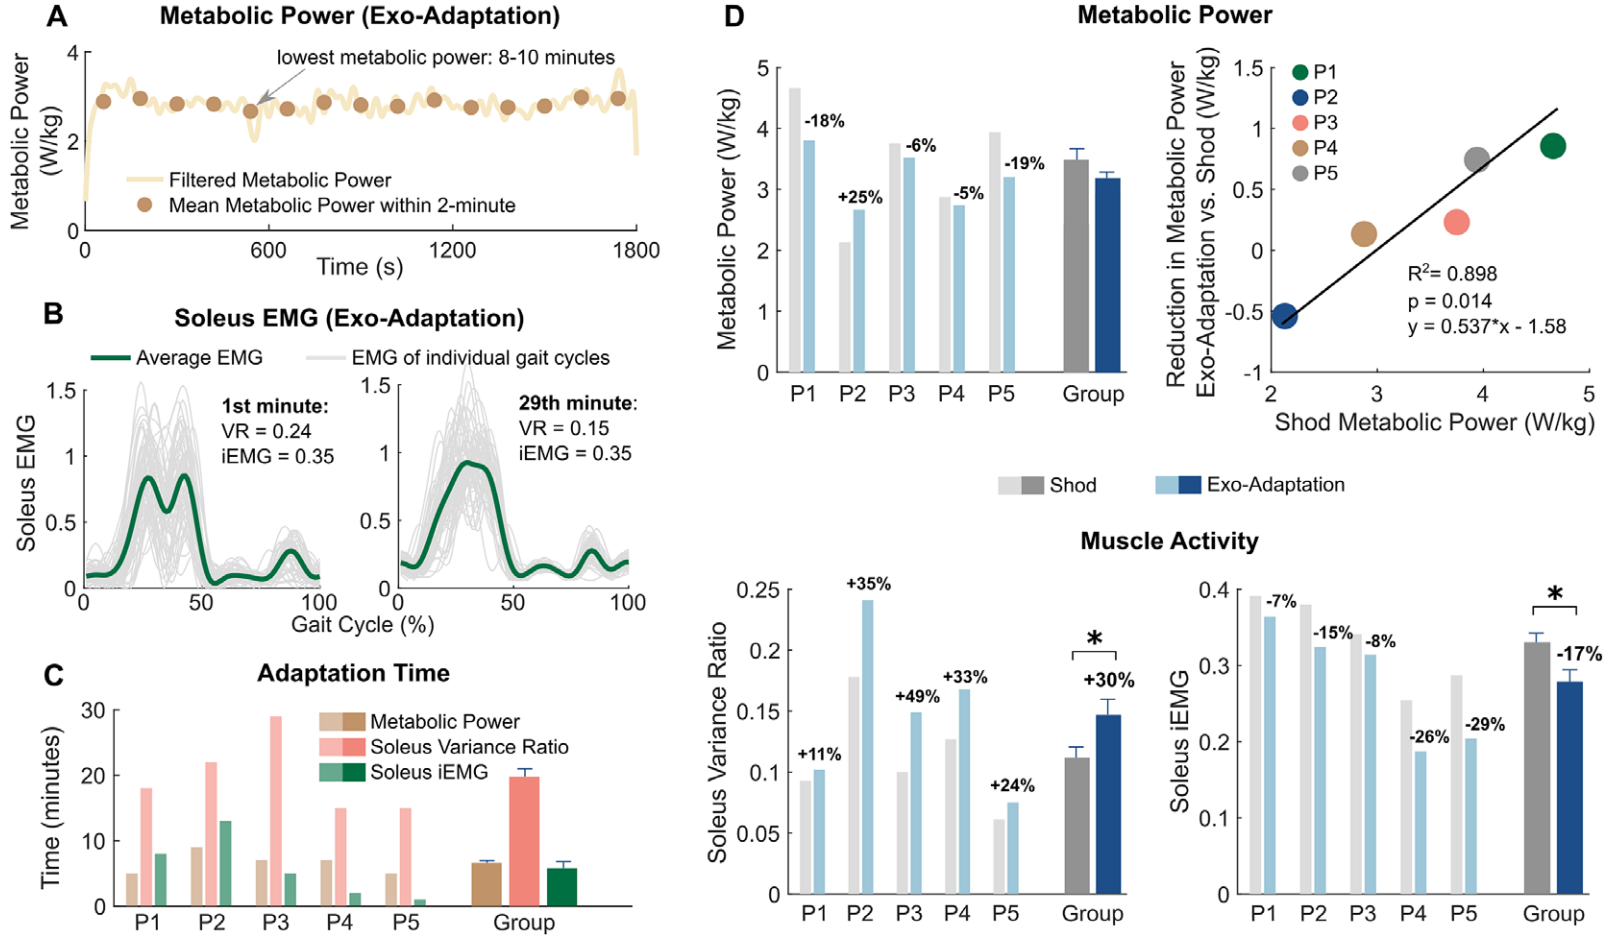 A
Metabolic Power (Exo-Adaptation)
Metabolic Power
(W/kg)
4
2
0
lowest metabolic power: 8-10 minutes
Filtered Metabolic Power
Mean Metabolic Power within 2-minute
0
600
1200
1800
Time (s)
B
Soleus EMG (Exo-Adaptation)
Average EMG
EMG of individual gait cycles
Soleus EMG
1.5
1
0.5
0
1st minute:
VR = 0.24
iEMG = 0.35
0
50
100
1.5
1
0.5
0
29th minute:
VR = 0.15
iEMG = 0.35
0
50
100
Gait Cycle (%)
C
Adaptation Time
Time (minutes)
30
20
10
0
Metabolic Power
Soleus Variance Ratio
Soleus iEMG
P1
P2
P3
P4
P5
Group
D
Metabolic Power
Metabolic Power (W/kg)
5
4
3
2
1
0
-18%
+25%
-6%
-5%
-19%
P1
P2
P3
P4
P5
Group
Reduction in Metabolic Power
Exo-Adaptation vs. Shod (W/kg)
1.5
1
0.5
0
-0.5
-1
P1
P2
P3
P4
P5
R²= 0.898
p = 0.014
y = 0.537*x - 1.58
2
3
4
5
Shod Metabolic Power (W/kg)
Shod
Exo-Adaptation
Muscle Activity
Soleus Variance Ratio
0.25
0.2
0.15
0.1
0.05
0
+11%
+35%
+49%
+33%
+24%
*
+30%
P1
P2
P3
P4
P5
Group
Soleus iEMG
0.4
0.3
0.2
0.1
0
-7%
-15%
-8%
-26%
-29%
*
-17%
P1
P2
P3
P4
P5
Group